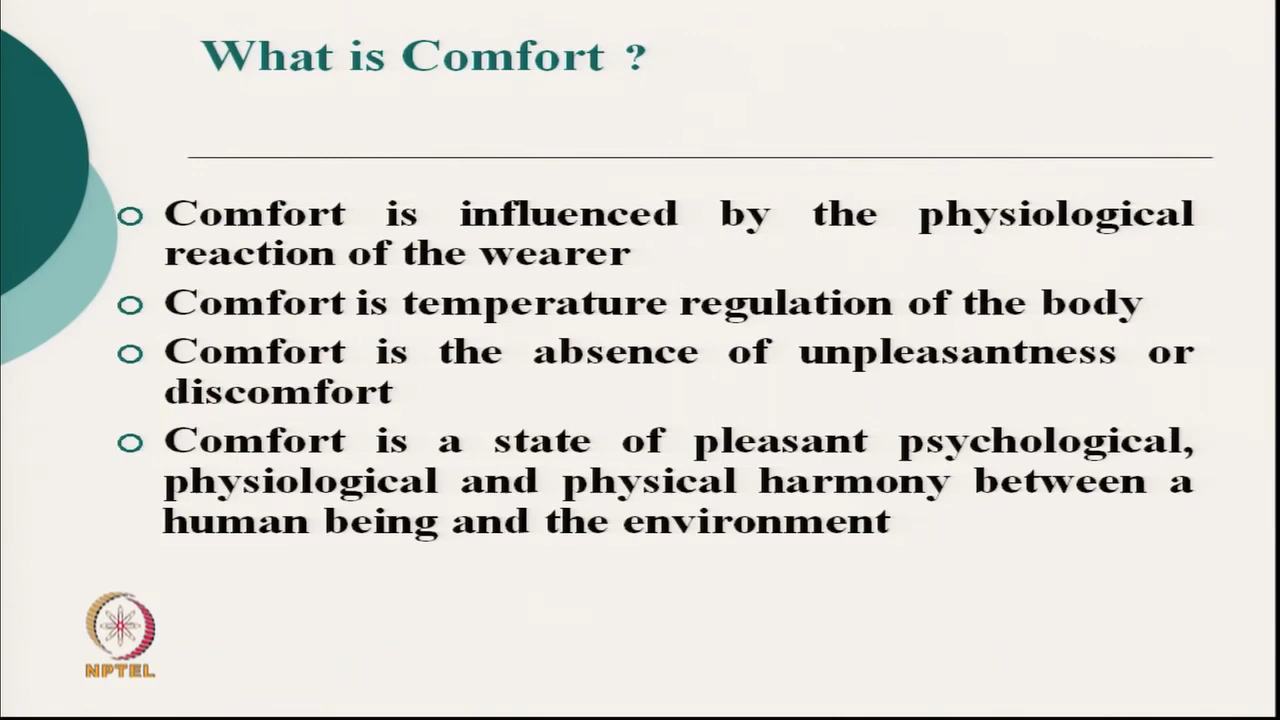 What is Comfort ?
Comfort is influenced by the physiological
reaction of the wearer
Comfort is temperature regulation of the body
Comfort is the absence of unpleasantness or
discomfort
Comfort is a state of pleasant psychological,
physiological and physical harmony between a
human being and the environment
NPTEL